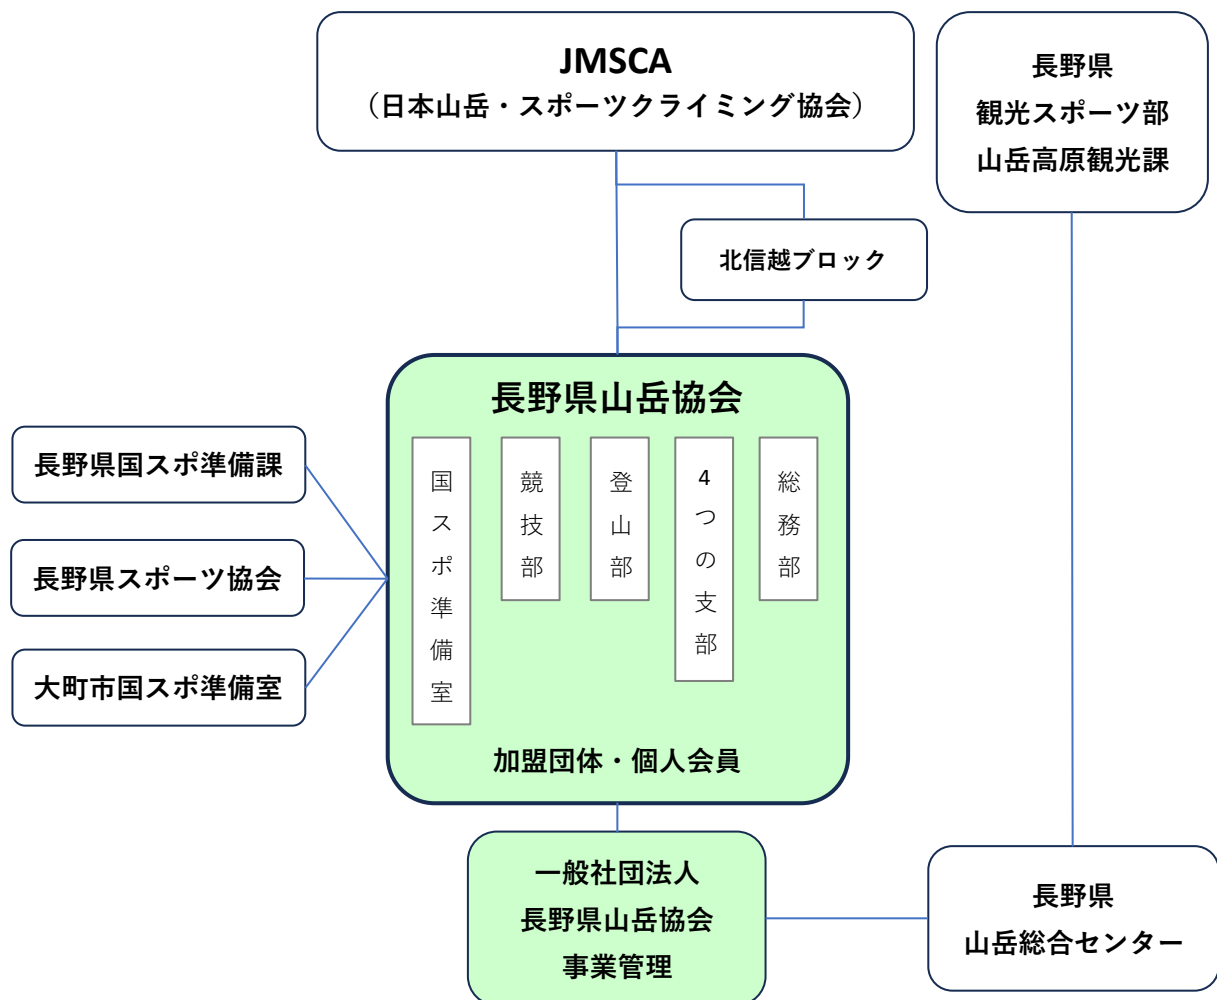 JMSCA
（日本山岳・スポーツクライミング協会）
長野県
観光スポーツ部
山岳高原観光課
北信越ブロック
長野県山岳協会
長野県国スポ準備課
長野県スポーツ協会
大町市国スポ準備室
国スポ準備室
競技部
登山部
4つの支部
総務部
加盟団体・個人会員
一般社団法人
長野県山岳協会
事業管理
長野県
山岳総合センター